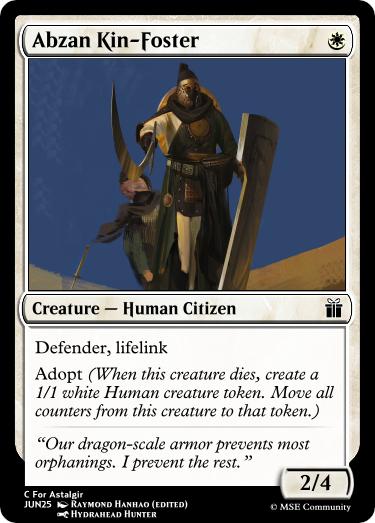 Abzan Kin-Foster
Creature — Human Citizen
Defender, lifelink
Adopt (When this creature dies, create a
1/1 white Human creature token. Move all
counters from this creature to that token.)
“Our dragon-scale armor prevents most
orphanings. I prevent the rest.”
2/4
C For Astalgir
JUN25 Raymond Hanhao (edited)
Hydrahead Hunter
© MSE Community